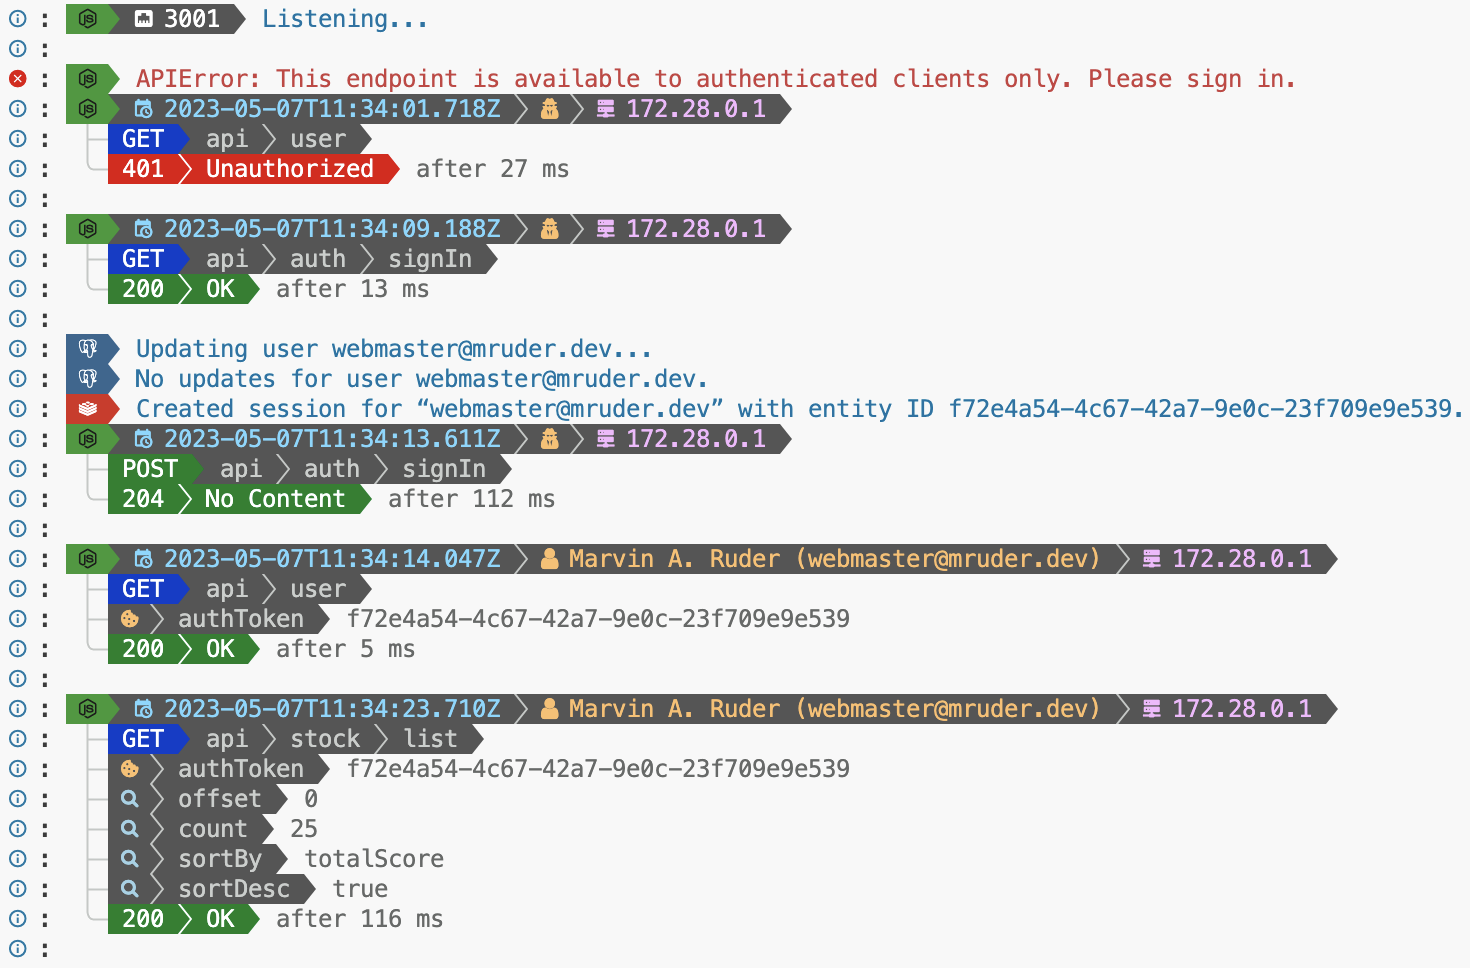 : 3001 Listening...
:
: APIError: This endpoint is available to authenticated clients only. Please sign in.
: 2023-05-07T11:34:01.718Z 172.28.0.1
: GET api user
: 401 Unauthorized after 27 ms
:
: 2023-05-07T11:34:09.188Z 172.28.0.1
: GET api auth signIn
: 200 OK after 13 ms
:
: Updating user webmaster@mruder.dev...
: No updates for user webmaster@mruder.dev.
: Created session for “webmaster@mruder.dev” with entity ID f72e4a54-4c67-42a7-9e0c-23f709e9e539.
: 2023-05-07T11:34:13.611Z 172.28.0.1
: POST api auth signIn
: 204 No Content after 112 ms
:
: 2023-05-07T11:34:14.047Z Marvin A. Ruder (webmaster@mruder.dev) 172.28.0.1
: GET api user
: authToken f72e4a54-4c67-42a7-9e0c-23f709e9e539
: 200 OK after 5 ms
:
: 2023-05-07T11:34:23.710Z Marvin A. Ruder (webmaster@mruder.dev) 172.28.0.1
: GET api stock list
: authToken f72e4a54-4c67-42a7-9e0c-23f709e9e539
: offset 0
: count 25
: sortBy totalScore
: sortDesc true
: 200 OK after 116 ms
: